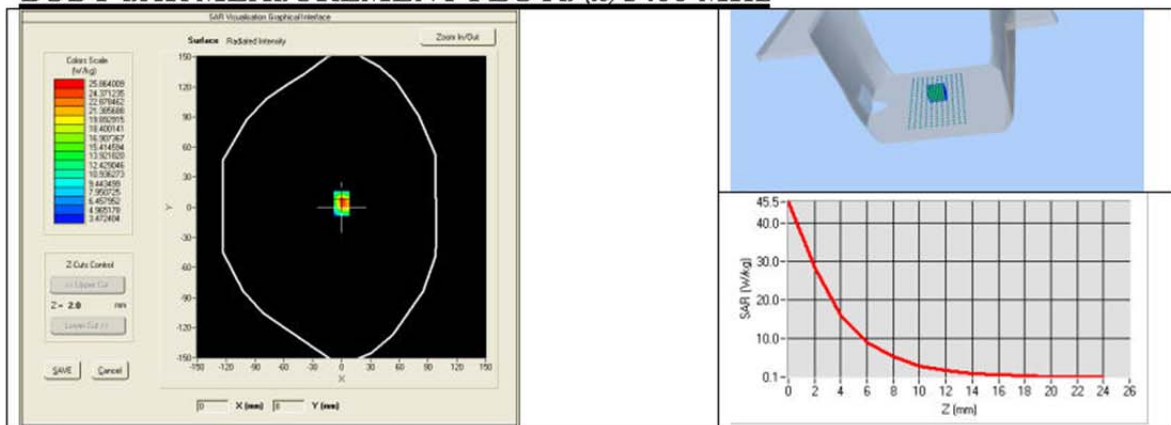 SAR Visualisation Graphical Interface
Surface Radiated Intensity
Zoom In/Out
Colors Scale
(W/kg)
25.864009
24.371235
22.878462
21.385688
19.892915
18.400141
16.907367
15.414594
13.921820
12.429046
10.936273
9.443499
7.950725
6.457952
4.965178
3.472404
Z-Cuts Control
<< Upper Cut
Z = 2.0 mm
Lower Cut >>
SAVE Cancel
150
120
90
60
30
0
-30
-60
-90
-120
-150
Y
-150 -120 -90 -60 -30 0 30 60 90 120 150
X
0 X (mm) 8 Y (mm)
45.5
40.0
30.0
20.0
10.0
0.1
SAR (W/kg)
0 2 4 6 8 10 12 14 16 18 20 22 24 26
Z (mm)